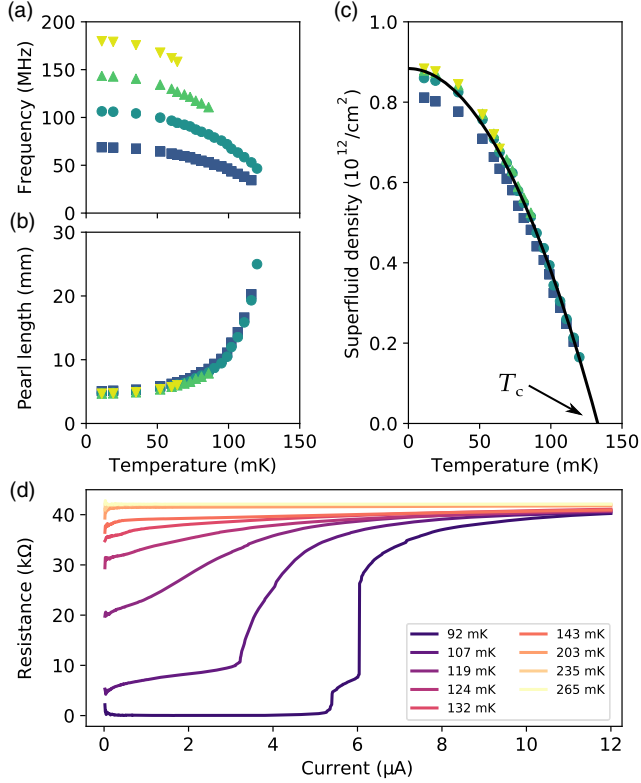 (a)
200
150
100
50
0
Frequency (MHz)
(b)
30
20
10
0
Pearl length (mm)
0 50 100 150
Temperature (mK)
(c)
1.0
0.8
0.6
0.4
0.2
0.0
Superfluid density (10¹²/cm²)
T_c
0 50 100 150
Temperature (mK)
(d)
40
30
20
10
0
Resistance (kΩ)
92 mK
107 mK
119 mK
124 mK
132 mK
143 mK
203 mK
235 mK
265 mK
0 2 4 6 8 10 12
Current (μA)